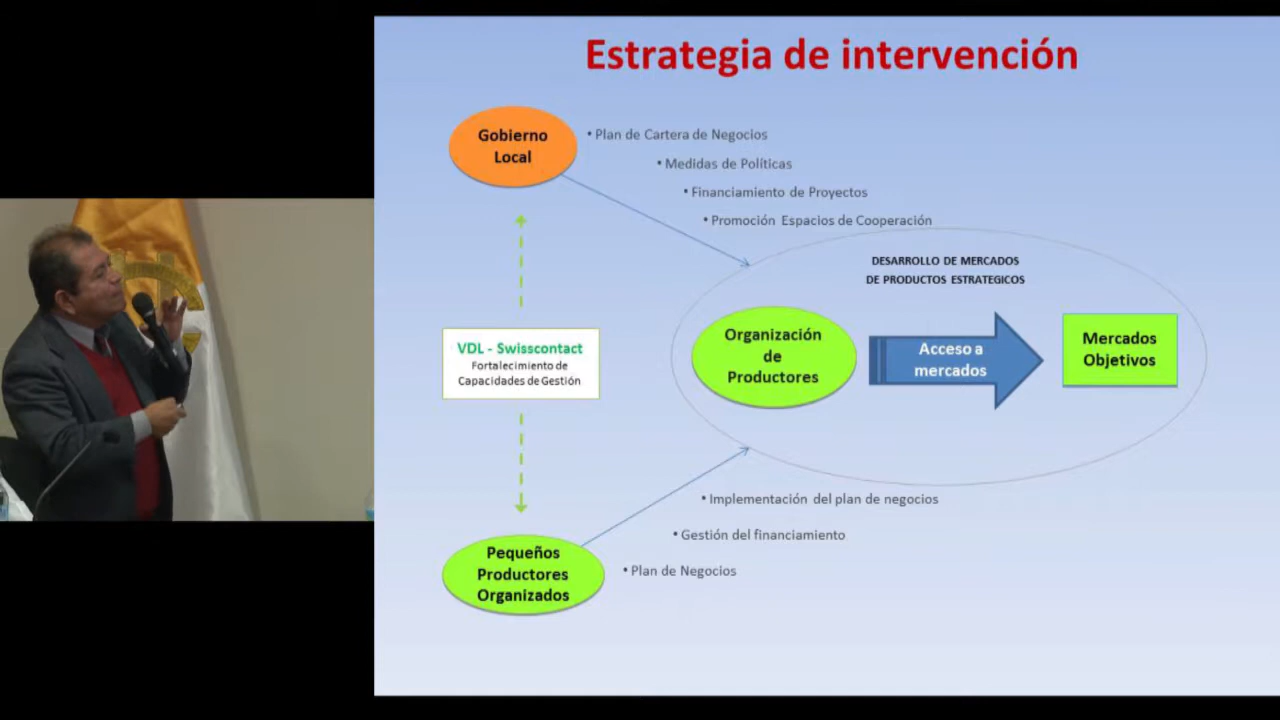 Estrategia de intervención
Gobierno
Local
• Plan de Cartera de Negocios
• Medidas de Políticas
• Financiamiento de Proyectos
• Promoción Espacios de Cooperación
DESARROLLO DE MERCADOS
DE PRODUCTOS ESTRATEGICOS
VDL - Swisscontact
Fortalecimiento de
Capacidades de Gestión
Organización
de
Productores
Acceso a
mercados
Mercados
Objetivos
• Implementación del plan de negocios
• Gestión del financiamiento
• Plan de Negocios
Pequeños
Productores
Organizados